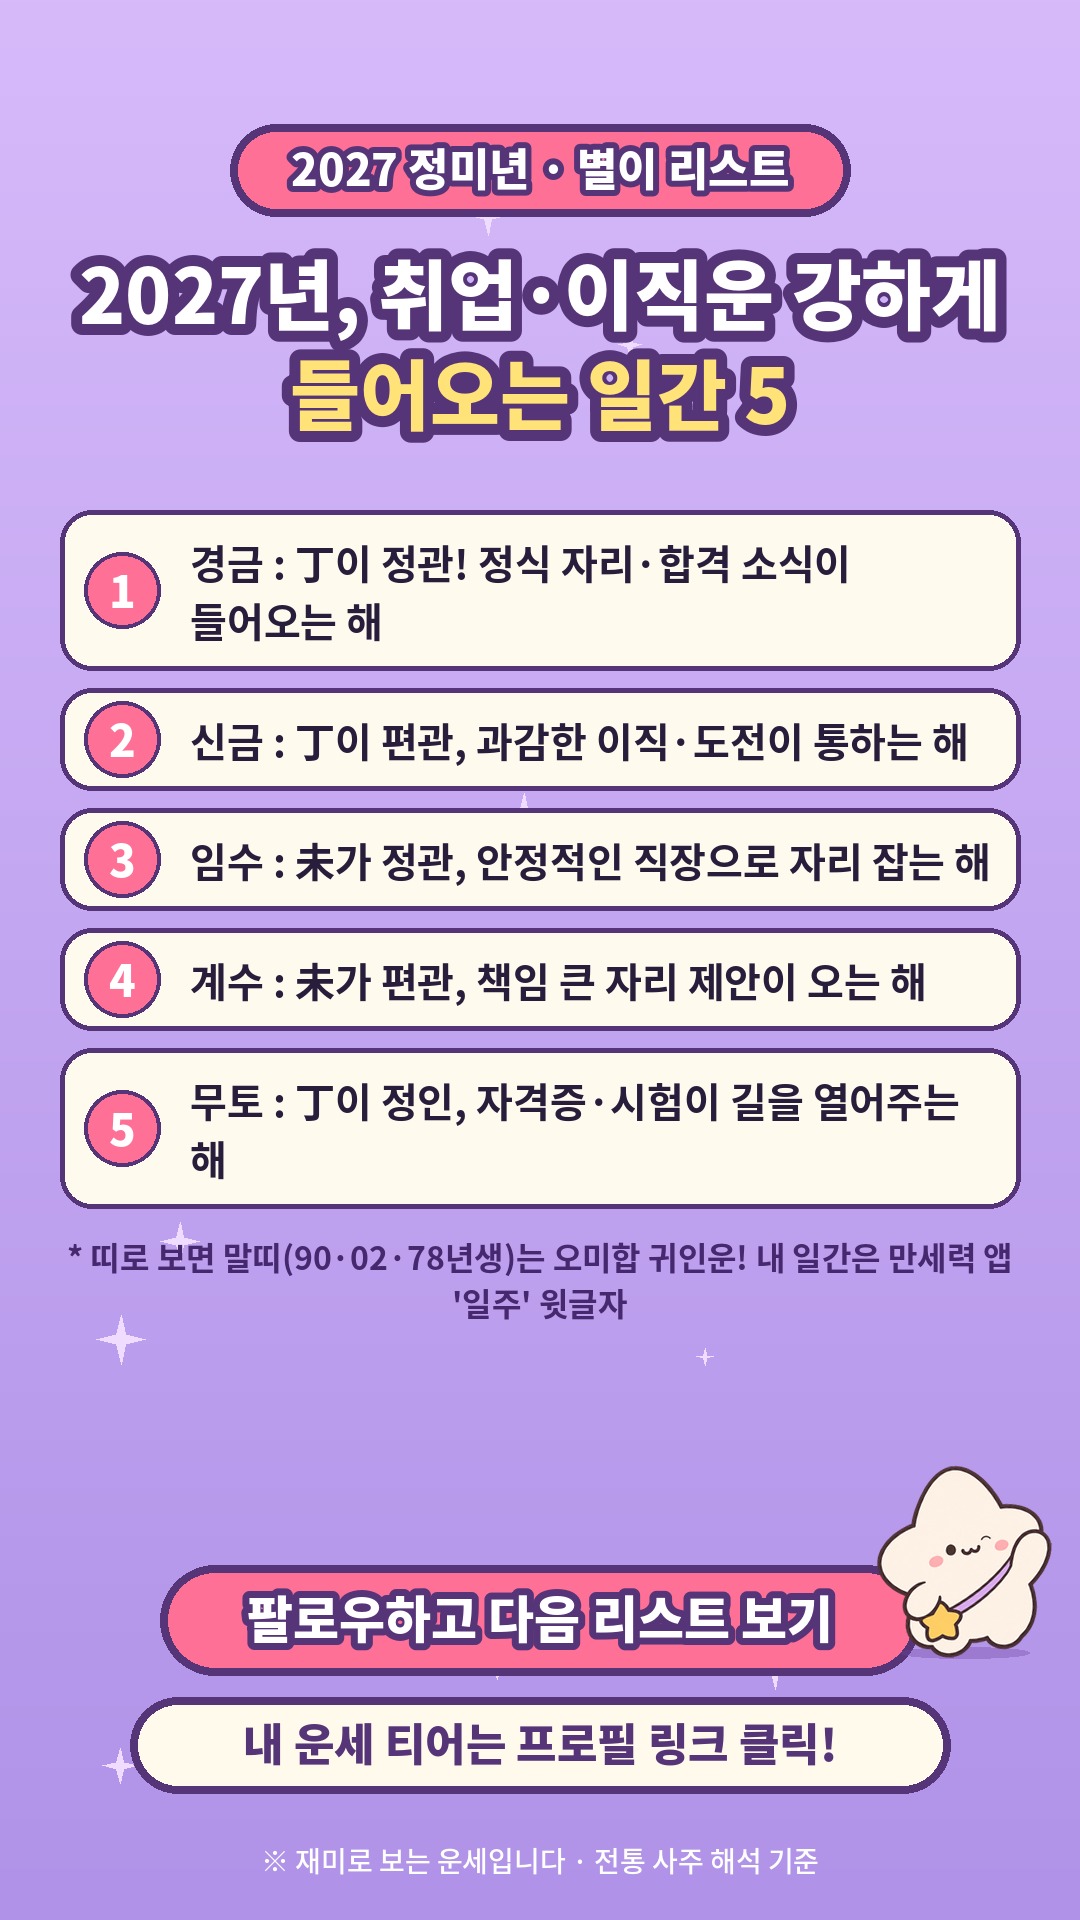 2027 정미년 · 별이 리스트
2027년, 취업·이직운 강하게
들어오는 일간 5
1
경금 : 丁이 정관! 정식 자리·합격 소식이
들어오는 해
2
신금 : 丁이 편관, 과감한 이직·도전이 통하는 해
3
임수 : 未가 정관, 안정적인 직장으로 자리 잡는 해
4
계수 : 未가 편관, 책임 큰 자리 제안이 오는 해
5
무토 : 丁이 정인, 자격증·시험이 길을 열어주는
해
* 띠로 보면 말띠(90·02·78년생)는 오미합 귀인운! 내 일간은 만세력 앱
'일주' 윗글자
팔로우하고 다음 리스트 보기
내 운세 티어는 프로필 링크 클릭!
※ 재미로 보는 운세입니다 · 전통 사주 해석 기준